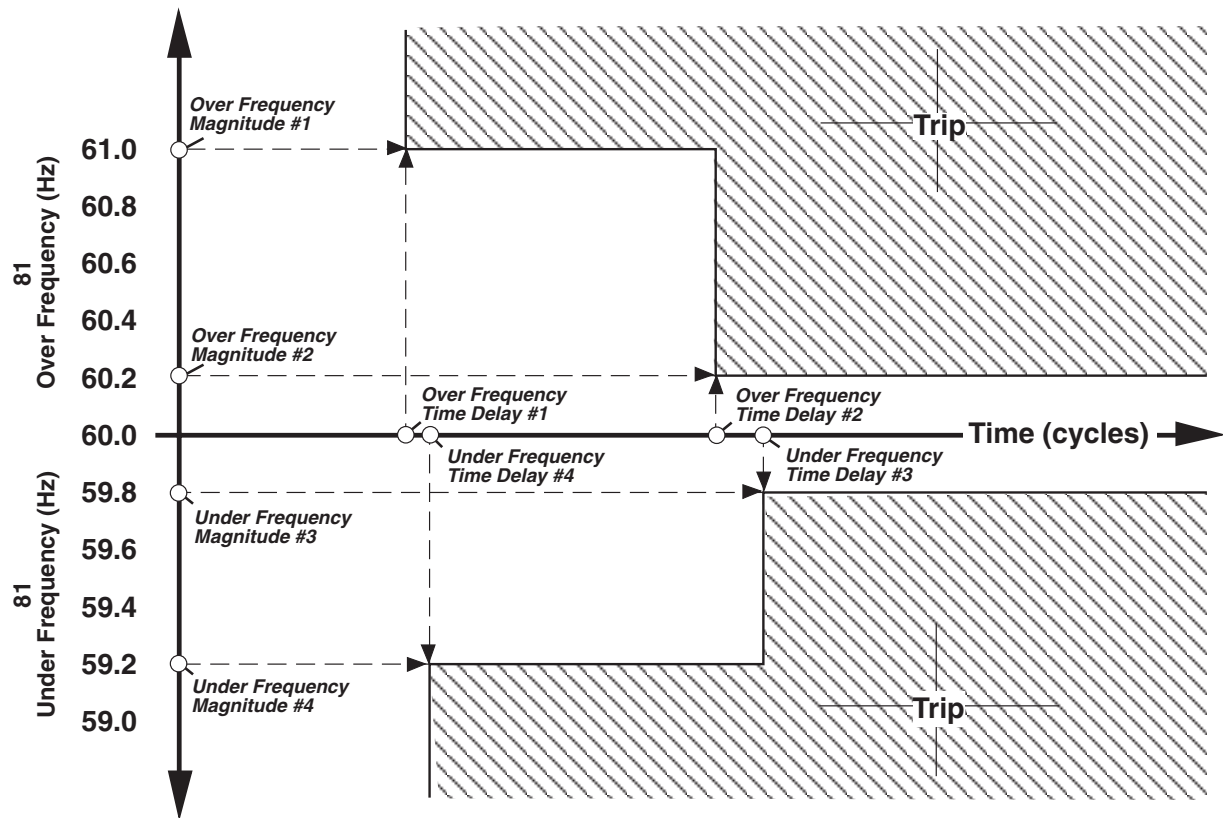 Over Frequency
Magnitude #1
Trip
61.0
60.8
60.6
60.4
60.2
60.0
59.8
59.6
59.4
59.2
59.0
81
Over Frequency (Hz)
81
Under Frequency (Hz)
Over Frequency
Magnitude #2
Over Frequency
Time Delay #1
Over Frequency
Time Delay #2
Time (cycles)
Under Frequency
Time Delay #4
Under Frequency
Time Delay #3
Under Frequency
Magnitude #3
Under Frequency
Magnitude #4
Trip